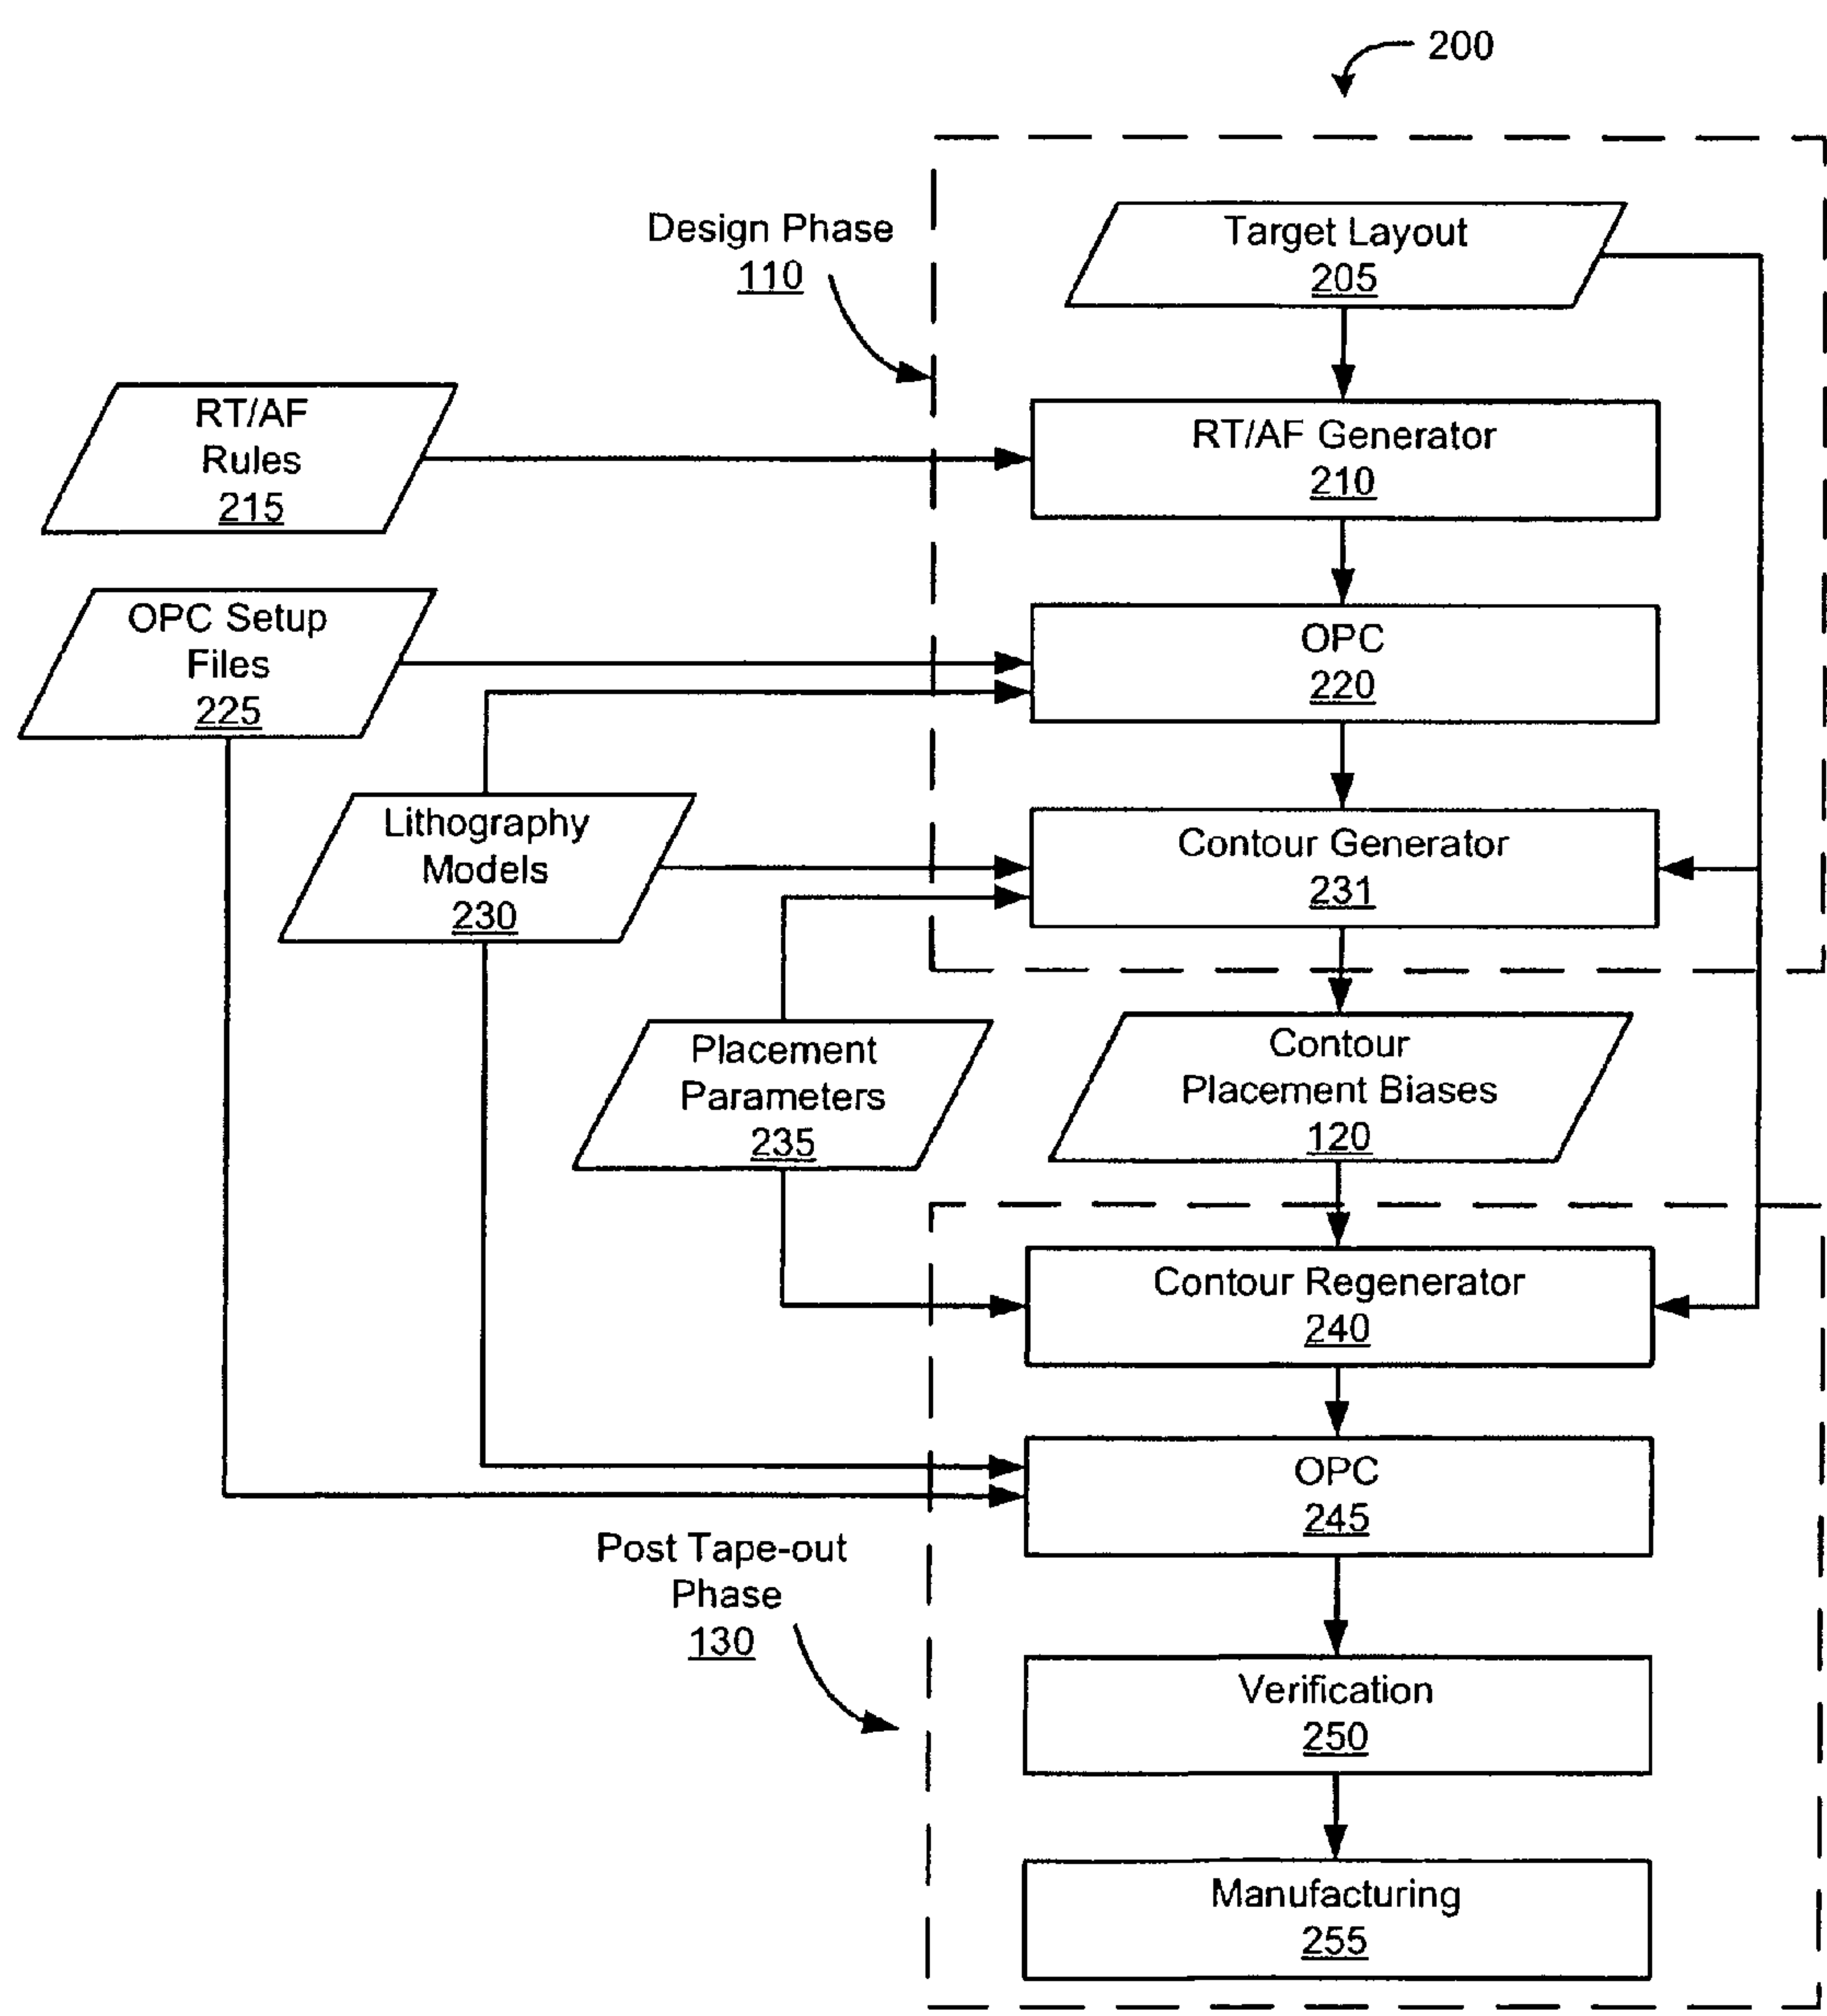 200
Design Phase
110
Target Layout
205
RT/AF
Rules
215
RT/AF Generator
210
OPC Setup
Files
225
OPC
220
Lithography
Models
230
Contour Generator
231
Placement
Parameters
235
Contour
Placement Biases
120
Contour Regenerator
240
OPC
245
Post Tape-out
Phase
130
Verification
250
Manufacturing
255